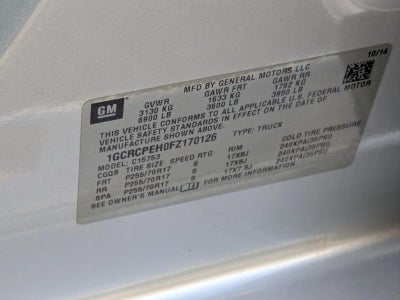 GM
MFD BY GENERAL MOTORS LLC
10/14
GVWR GAWR FRT GAWR RR
3130 KG 1633 KG 1792 KG
6900 LB 3600 LB 3950 LB
THIS VEHICLE CONFORMS TO ALL APPLICABLE U.S. FEDERAL MOTOR
VEHICLE SAFETY STANDARDS IN EFFECT ON THE DATE OF
MANUFACTURE SHOWN ABOVE.
1GCRCPEH0FZ170126 TYPE: TRUCK
MODEL: C15753
CGQB TIRE SIZE SPEED RTG RIM COLD TIRE PRESSURE
FRT P255/70R17 S 17X8J 240KPA(35PSI)
RR P255/70R17 S 17X8J 240KPA(35PSI)
SPA P255/70R17 S 17X7.5J 240KPA(35PSI)
SEE OWNER'S MANUAL FOR MORE INFORMATION.